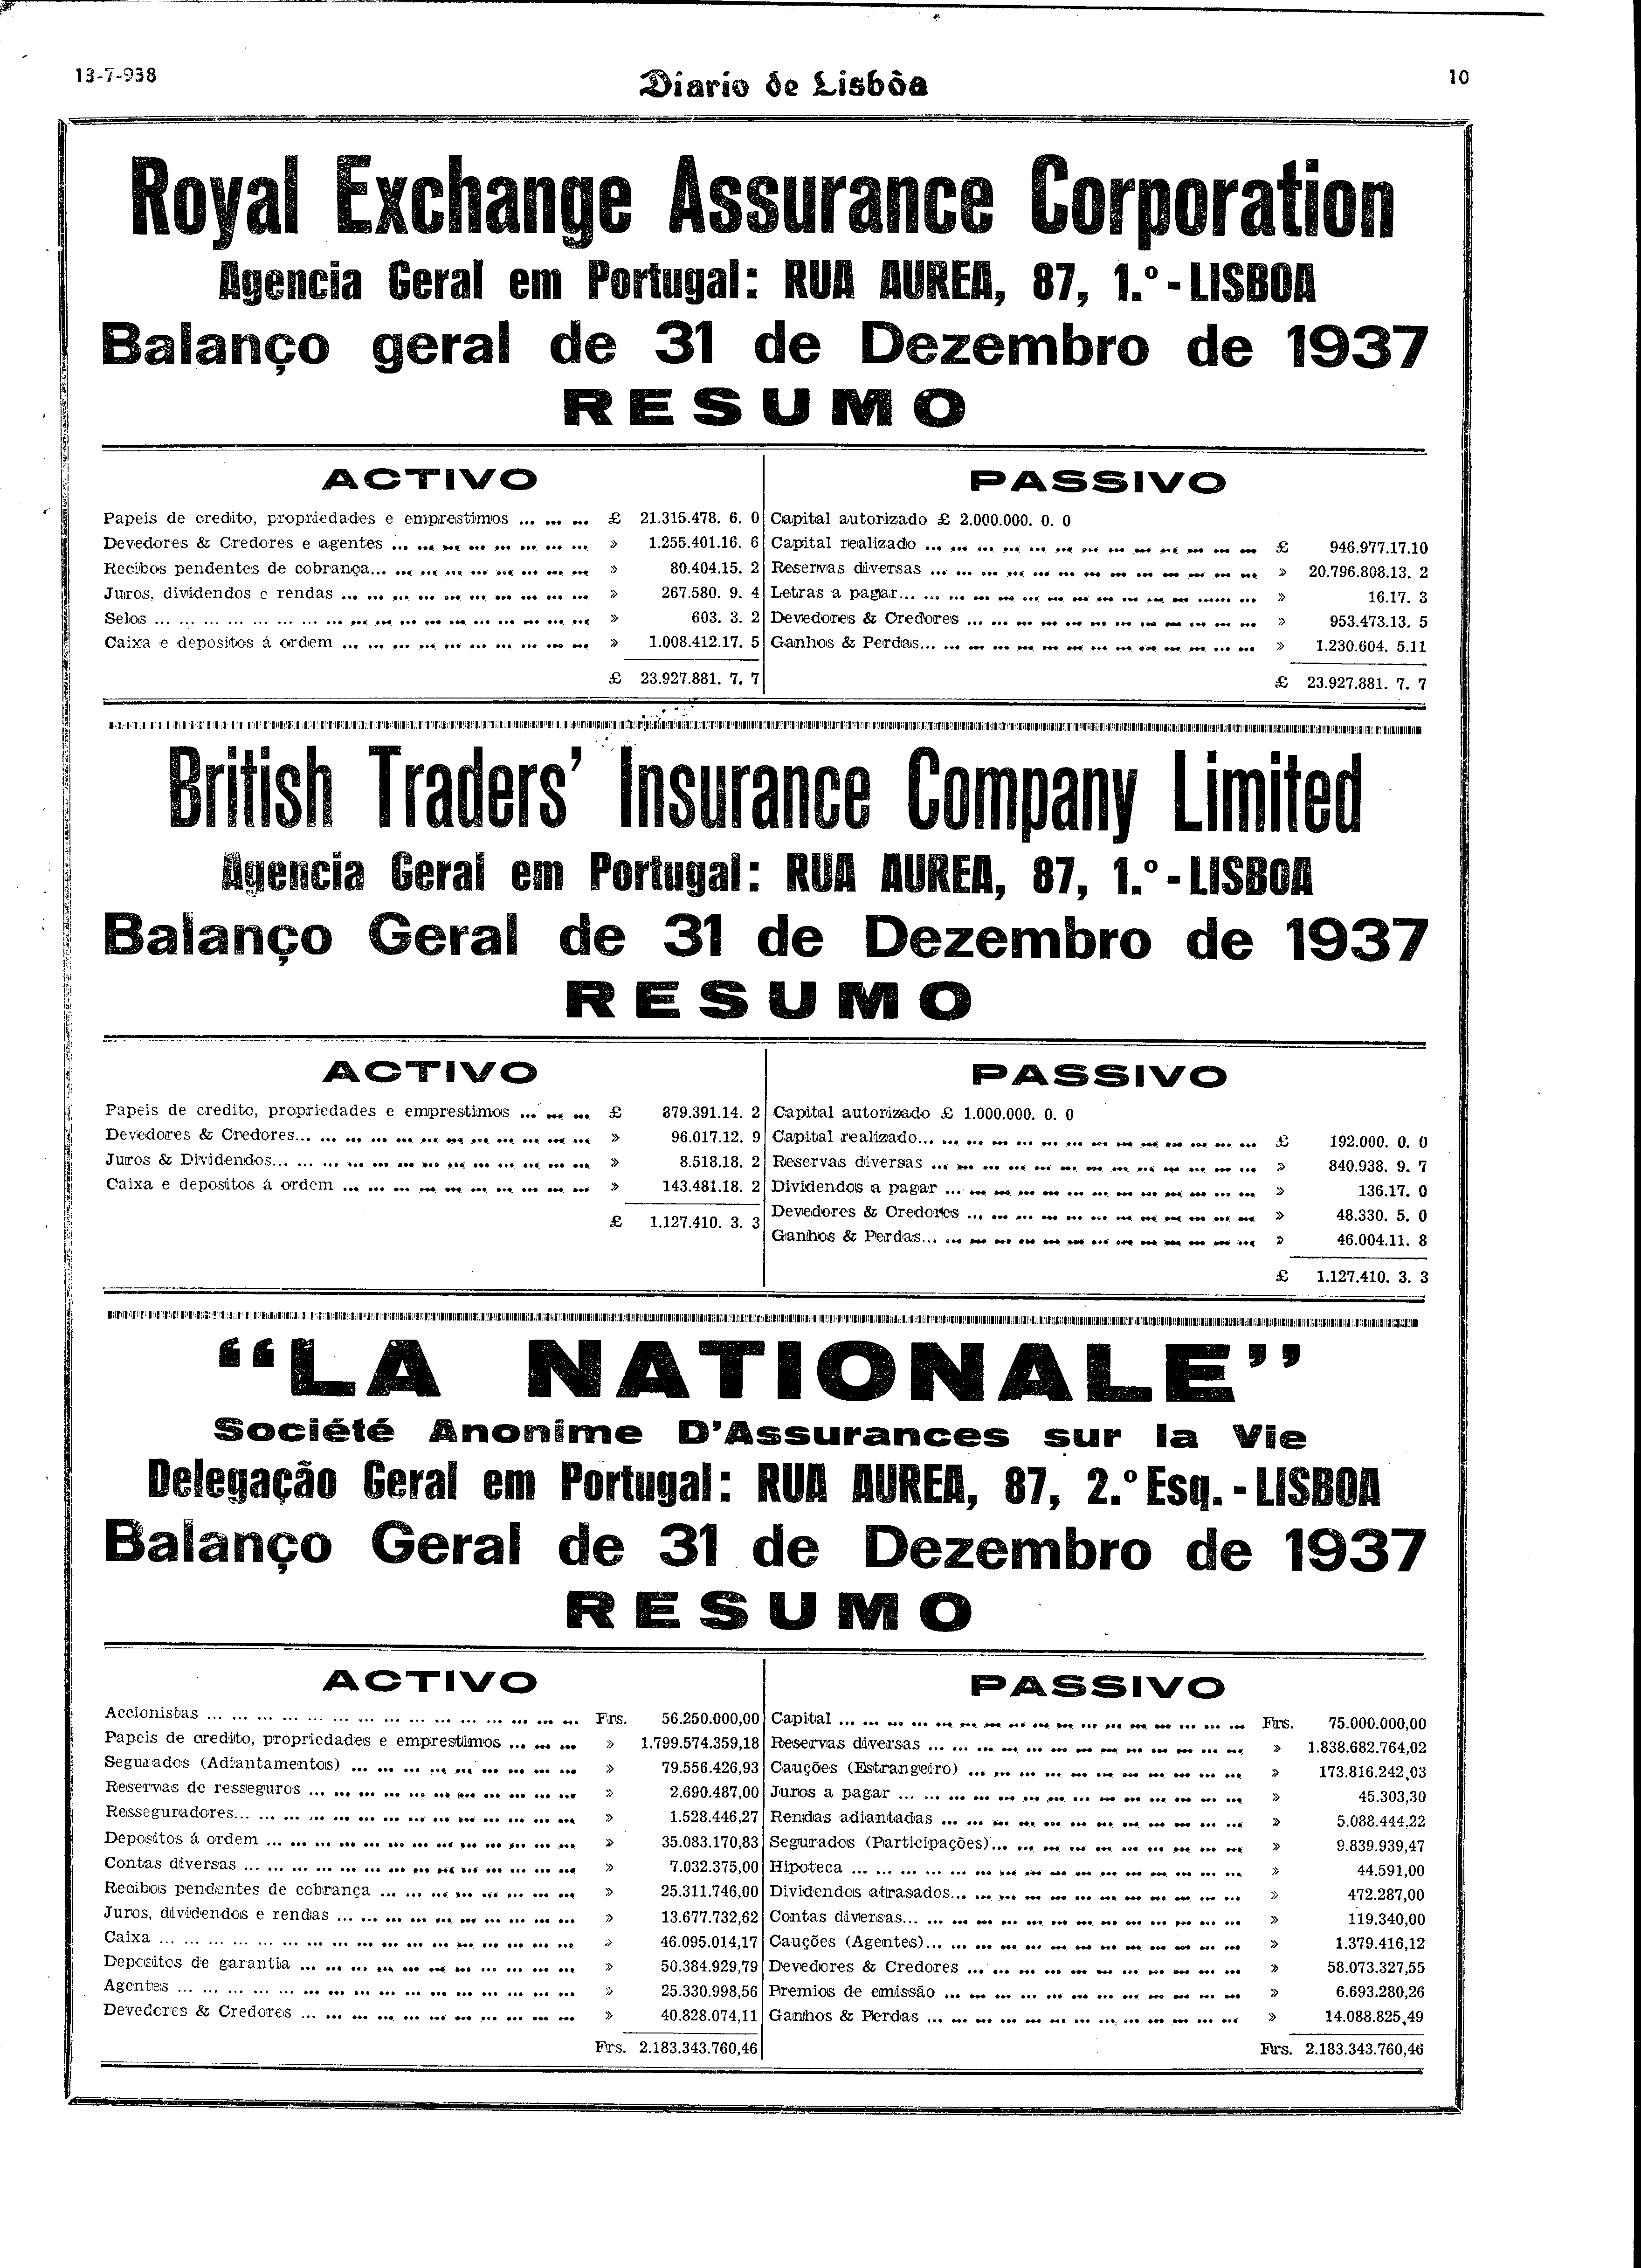 13-7-938
Diario de Lisbôa
10
Royal Exchange Assurance Corporation
Agencia Geral em Portugal: RUA AUREA, 87, 1.º - LISBOA
Balanço geral de 31 de Dezembro de 1937
RESUMO
ACTIVO
Papeis de credito, propriedades e emprestimos ... ... ... £ 21.315.478. 6. 0
Devedores & Credores e agentes ... ... ... ... ... ... ... ... » 1.255.401.16. 6
Recibos pendentes de cobrança... ... ... ... ... ... ... ... ... » 80.404.15. 2
Juros, dividendos e rendas ... ... ... ... ... ... ... ... ... ... » 267.580. 9. 4
Selos ... ... ... ... ... ... ... ... ... ... ... ... ... ... ... ... ... ... » 603. 3. 2
Caixa e depositos á ordem ... ... ... ... ... ... ... ... ... ... » 1.008.412.17. 5
£ 23.927.881. 7. 7
PASSIVO
Capital autorizado £ 2.000.000. 0. 0
Capital realizado ... ... ... ... ... ... ... ... ... ... ... ... ... £ 946.977.17.10
Reservas diversas ... ... ... ... ... ... ... ... ... ... ... ... ... » 20.796.808.13. 2
Letras a pagar... ... ... ... ... ... ... ... ... ... ... ... ... ... » 16.17. 3
Devedores & Credores ... ... ... ... ... ... ... ... ... ... ... ... » 953.473.13. 5
Ganhos & Perdas... ... ... ... ... ... ... ... ... ... ... ... ... ... » 1.230.604. 5.11
£ 23.927.881. 7. 7
British Traders' Insurance Company Limited
Agencia Geral em Portugal: RUA AUREA, 87, 1.º - LISBOA
Balanço Geral de 31 de Dezembro de 1937
RESUMO
ACTIVO
Papeis de credito, propriedades e emprestimos ... ... ... £ 879.391.14. 2
Devedores & Credores... ... ... ... ... ... ... ... ... ... ... ... » 96.017.12. 9
Juros & Dividendos... ... ... ... ... ... ... ... ... ... ... ... ... » 8.518.18. 2
Caixa e depositos á ordem ... ... ... ... ... ... ... ... ... ... » 143.481.18. 2
£ 1.127.410. 3. 3
PASSIVO
Capital autorizado £ 1.000.000. 0. 0
Capital realizado... ... ... ... ... ... ... ... ... ... ... ... ... ... £ 192.000. 0. 0
Reservas diversas ... ... ... ... ... ... ... ... ... ... ... ... ... » 840.938. 9. 7
Dividendos a pagar ... ... ... ... ... ... ... ... ... ... ... ... ... » 136.17. 0
Devedores & Credores ... ... ... ... ... ... ... ... ... ... ... ... » 48.330. 5. 0
Ganhos & Perdas... ... ... ... ... ... ... ... ... ... ... ... ... ... » 46.004.11. 8
£ 1.127.410. 3. 3
“LA NATIONALE”
Société Anonime D'Assurances sur la Vie
Delegação Geral em Portugal: RUA AUREA, 87, 2.º Esq. - LISBOA
Balanço Geral de 31 de Dezembro de 1937
RESUMO
ACTIVO
Accionistas ... ... ... ... ... ... ... ... ... ... ... ... ... ... ... Frs. 56.250.000,00
Papeis de credito, propriedades e emprestimos ... ... ... » 1.799.574.359,18
Segurados (Adiantamentos) ... ... ... ... ... ... ... ... ... » 79.556.426,93
Reservas de resseguros ... ... ... ... ... ... ... ... ... ... ... » 2.690.487,00
Resseguradores... ... ... ... ... ... ... ... ... ... ... ... ... ... » 1.528.446,27
Depositos á ordem ... ... ... ... ... ... ... ... ... ... ... ... ... » 35.083.170,83
Contas diversas ... ... ... ... ... ... ... ... ... ... ... ... ... ... » 7.032.375,00
Recibos pendentes de cobrança ... ... ... ... ... ... ... ... » 25.311.746,00
Juros, dividendos e rendas ... ... ... ... ... ... ... ... ... ... » 13.677.732,62
Caixa ... ... ... ... ... ... ... ... ... ... ... ... ... ... ... ... ... » 46.095.014,17
Depositos de garantia ... ... ... ... ... ... ... ... ... ... ... » 50.384.929,79
Agentes ... ... ... ... ... ... ... ... ... ... ... ... ... ... ... ... » 25.330.998,56
Devedores & Credores ... ... ... ... ... ... ... ... ... ... ... » 40.828.074,11
Frs. 2.183.343.760,46
PASSIVO
Capital ... ... ... ... ... ... ... ... ... ... ... ... ... ... ... ... ... Frs. 75.000.000,00
Reservas diversas ... ... ... ... ... ... ... ... ... ... ... ... ... » 1.838.682.764,02
Cauções (Estrangeiro) ... ... ... ... ... ... ... ... ... ... ... » 173.816.242,03
Juros a pagar ... ... ... ... ... ... ... ... ... ... ... ... ... ... » 45.303,30
Rendas adiantadas ... ... ... ... ... ... ... ... ... ... ... ... ... » 5.088.444,22
Segurados (Participações)... ... ... ... ... ... ... ... ... ... ... » 9.839.939,47
Hipoteca ... ... ... ... ... ... ... ... ... ... ... ... ... ... ... ... » 44.591,00
Dividendos atrasados... ... ... ... ... ... ... ... ... ... ... ... » 472.287,00
Contas diversas... ... ... ... ... ... ... ... ... ... ... ... ... ... » 119.340,00
Cauções (Agentes)... ... ... ... ... ... ... ... ... ... ... ... ... » 1.379.416,12
Devedores & Credores ... ... ... ... ... ... ... ... ... ... ... » 58.073.327,55
Premios de emissão ... ... ... ... ... ... ... ... ... ... ... ... » 6.693.280,26
Ganhos & Perdas ... ... ... ... ... ... ... ... ... ... ... ... ... » 14.088.825,49
Frs. 2.183.343.760,46